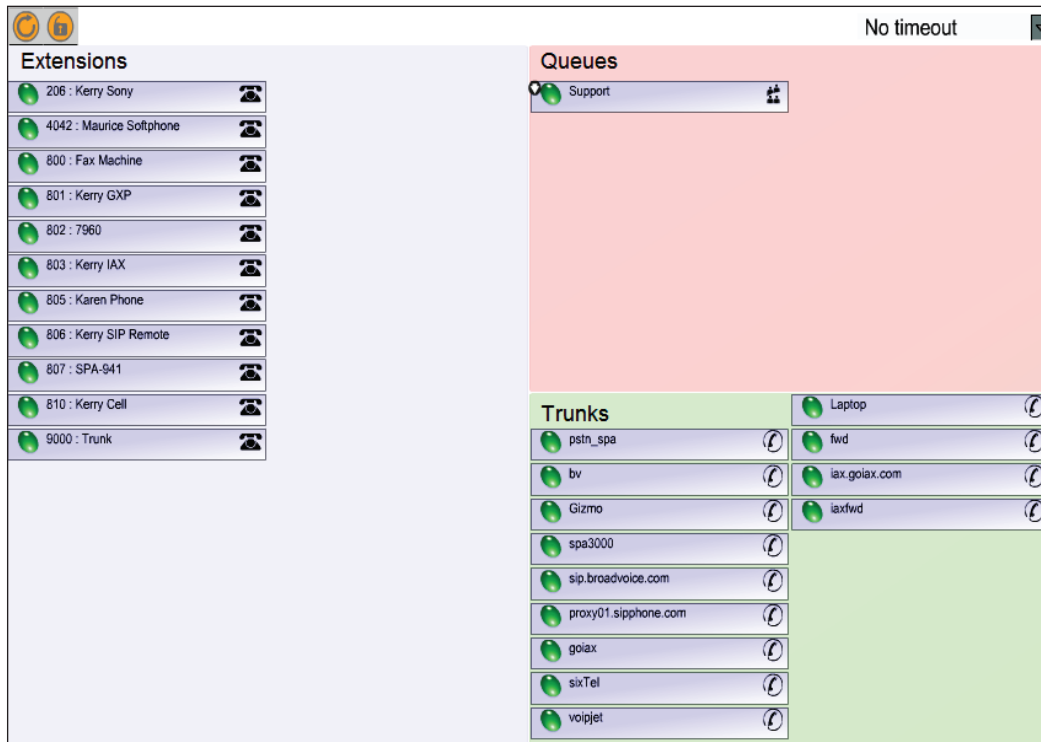 No timeout
Extensions
206 : Kerry Sony
4042 : Maurice Softphone
800 : Fax Machine
801 : Kerry GXP
802 : 7960
803 : Kerry IAX
805 : Karen Phone
806 : Kerry SIP Remote
807 : SPA-941
810 : Kerry Cell
9000 : Trunk
Queues
Support
Trunks
pstn_spa
bv
Gizmo
spa3000
sip.broadvoice.com
proxy01.sipphone.com
goiax
sixTel
voipjet
Laptop
fwd
iax.goiax.com
iaxfwd